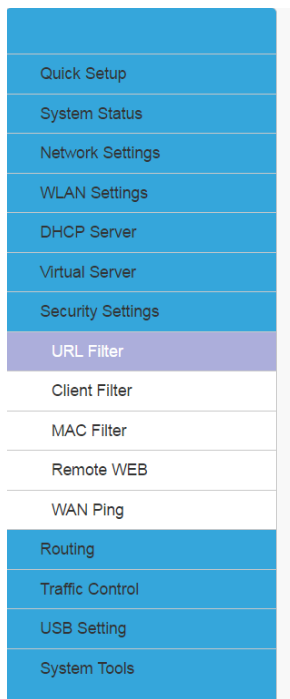 Quick Setup
System Status
Network Settings
WLAN Settings
DHCP Server
Virtual Server
Security Settings
URL Filter
Client Filter
MAC Filter
Remote WEB
WAN Ping
Routing
Traffic Control
USB Setting
System Tools